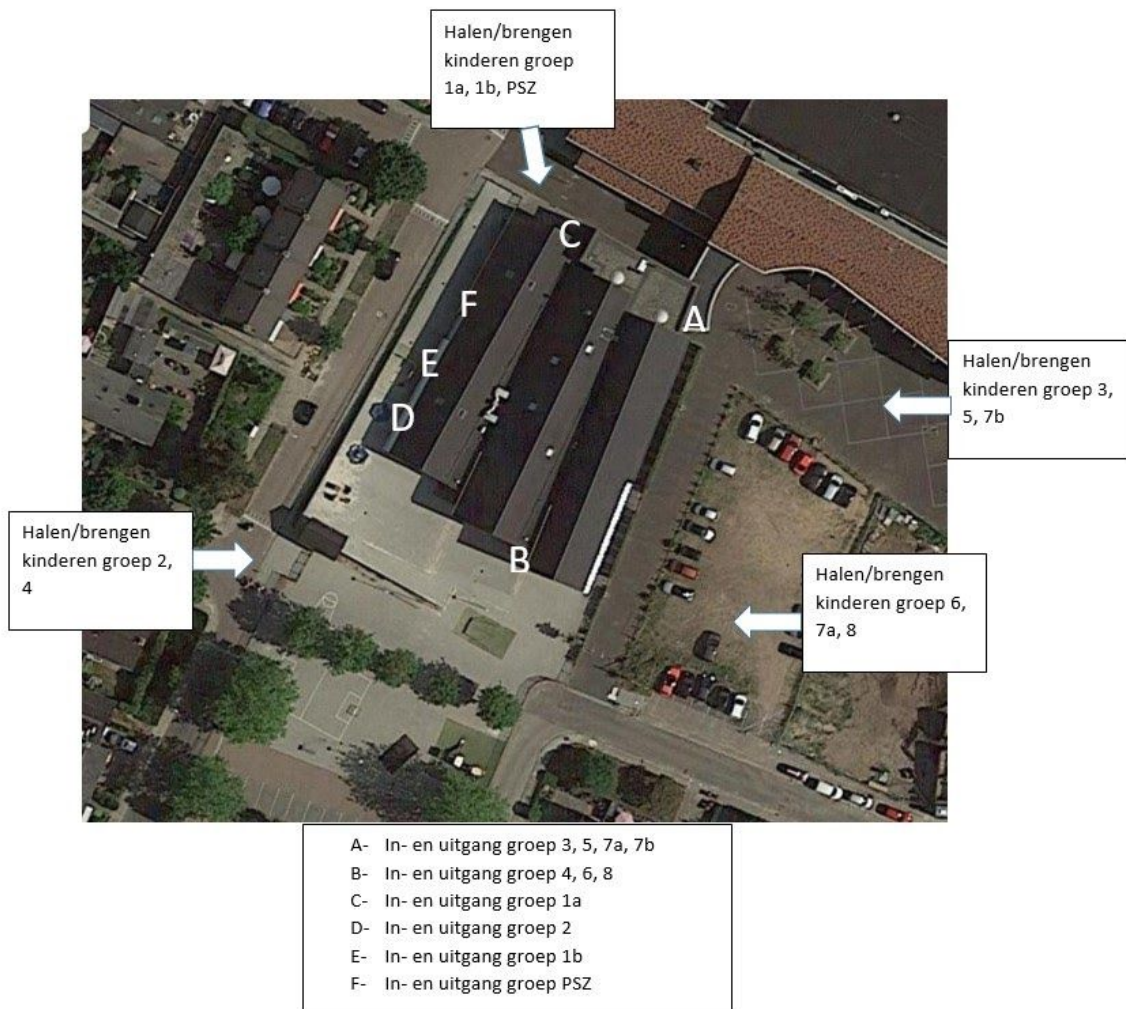 Halen/brengen
kinderen groep
1a, 1b, PSZ
C
F
A
E
Halen/brengen
kinderen groep 3,
5, 7b
D
Halen/brengen
kinderen groep 2,
4
B
Halen/brengen
kinderen groep 6,
7a, 8
A- In- en uitgang groep 3, 5, 7a, 7b
B- In- en uitgang groep 4, 6, 8
C- In- en uitgang groep 1a
D- In- en uitgang groep 2
E- In- en uitgang groep 1b
F- In- en uitgang groep PSZ